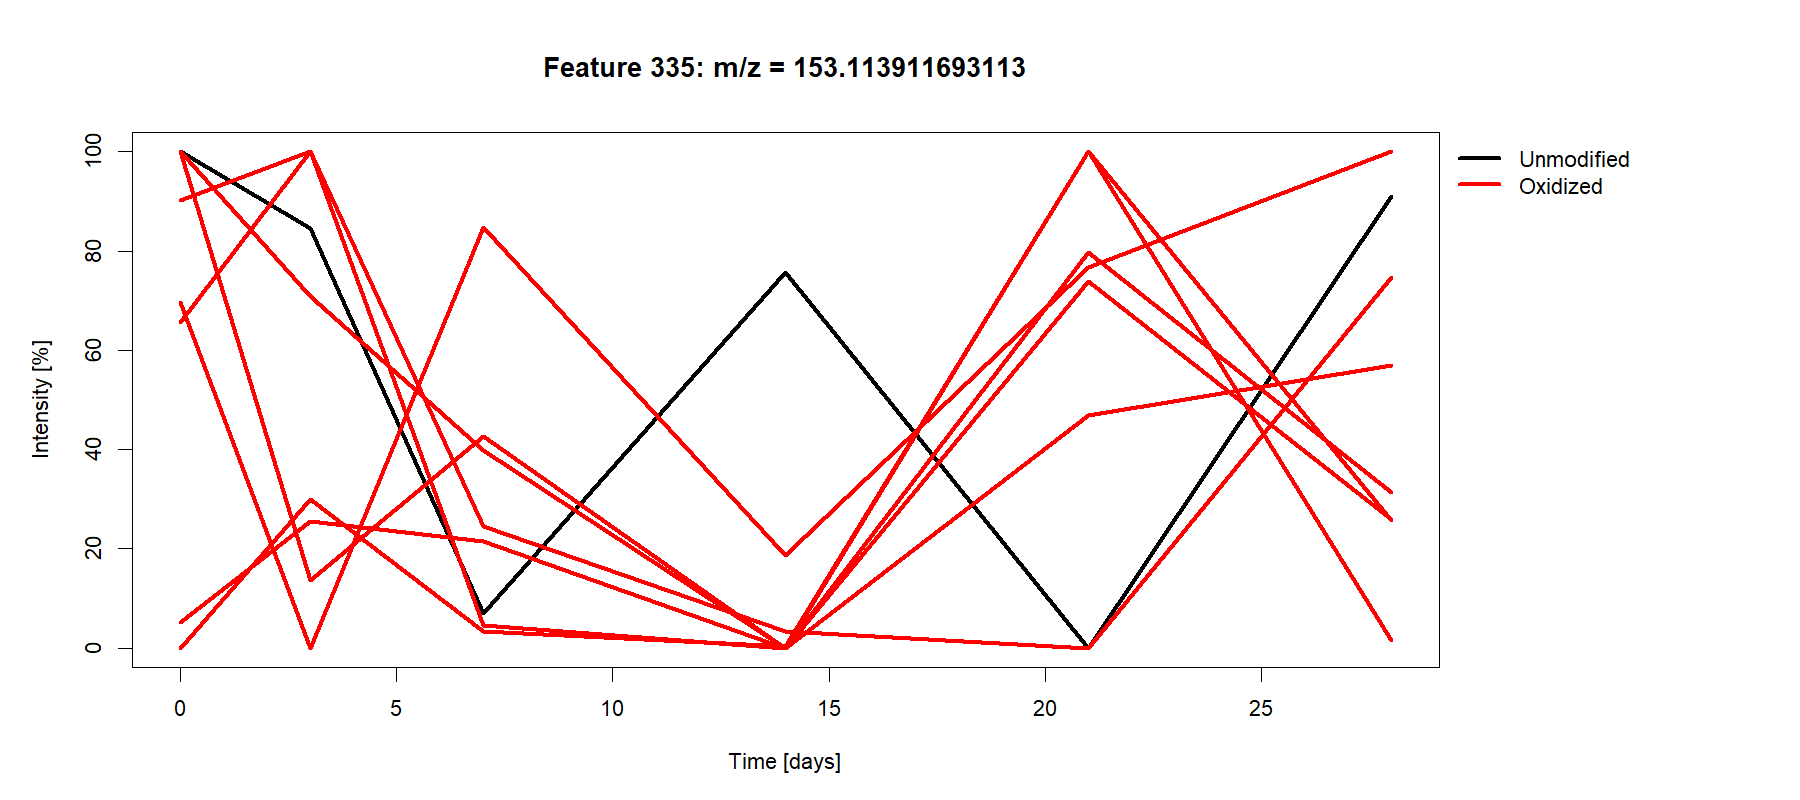 Feature 335: m/z = 153.113911693113
Unmodified
Oxidized
Intensity [%]
100
80
60
40
20
0
0 5 10 15 20 25
Time [days]